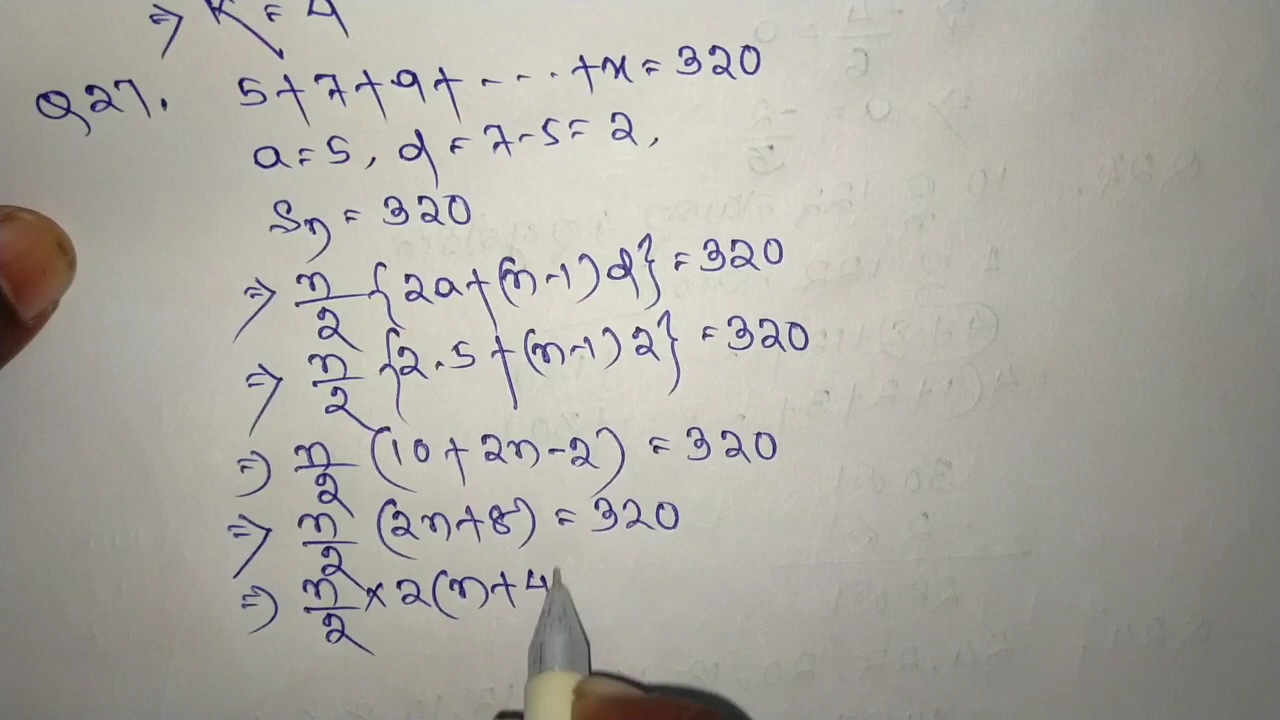 ⇒ K = 4
Q27. 5+7+9+ - - - . +x = 320
a=5, d = 7-5 = 2,
Sn = 320
⇒ n/2 {2a+(n-1)d} = 320
⇒ n/2 {2.5+(n-1)2} = 320
⇒ n/2 (10+2n-2) = 320
⇒ n/2 (2n+8) = 320
⇒ n/2 × 2(n+4